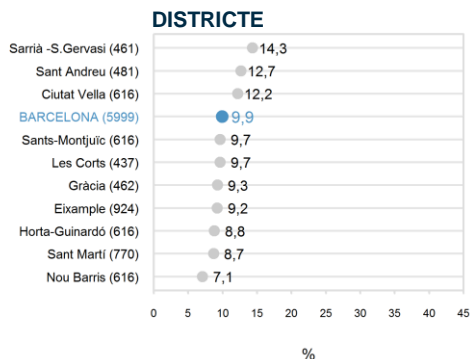 DISTRICTE
Sarrià -S.Gervasi (461) 14,3
Sant Andreu (481) 12,7
Ciutat Vella (616) 12,2
BARCELONA (5999) 9,9
Sants-Montjuïc (616) 9,7
Les Corts (437) 9,7
Gràcia (462) 9,3
Eixample (924) 9,2
Horta-Guinardó (616) 8,8
Sant Martí (770) 8,7
Nou Barris (616) 7,1
0 5 10 15 20 25 30 35 40 45
%